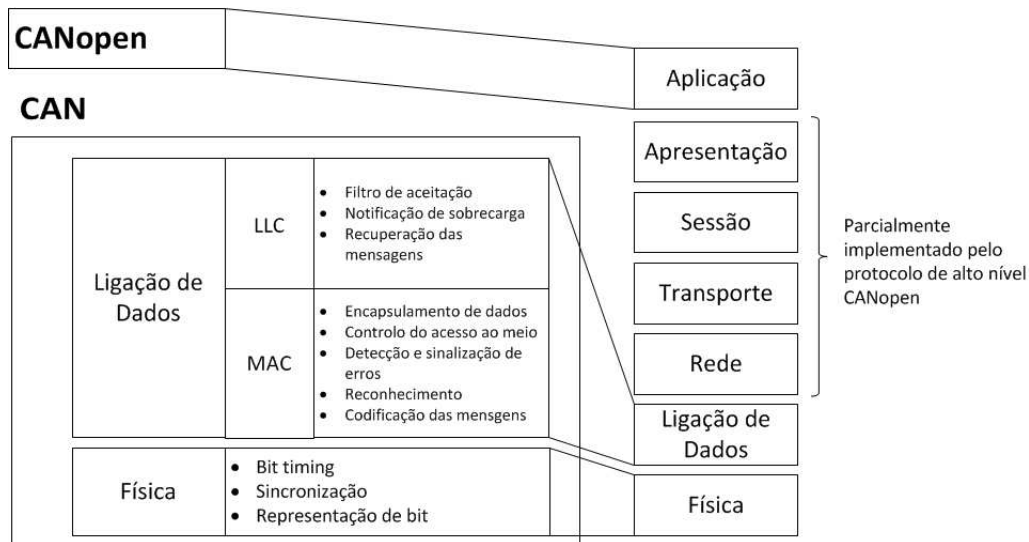 CANopen
CAN
Ligação de
Dados
LLC
• Filtro de aceitação
• Notificação de sobrecarga
• Recuperação das
mensagens
MAC
• Encapsulamento de dados
• Controlo do acesso ao meio
• Detecção e sinalização de
erros
• Reconhecimento
• Codificação das mensgens
Física
• Bit timing
• Sincronização
• Representação de bit
Aplicação
Apresentação
Sessão
Transporte
Rede
Ligação de
Dados
Física
Parcialmente
implementado pelo
protocolo de alto nível
CANopen